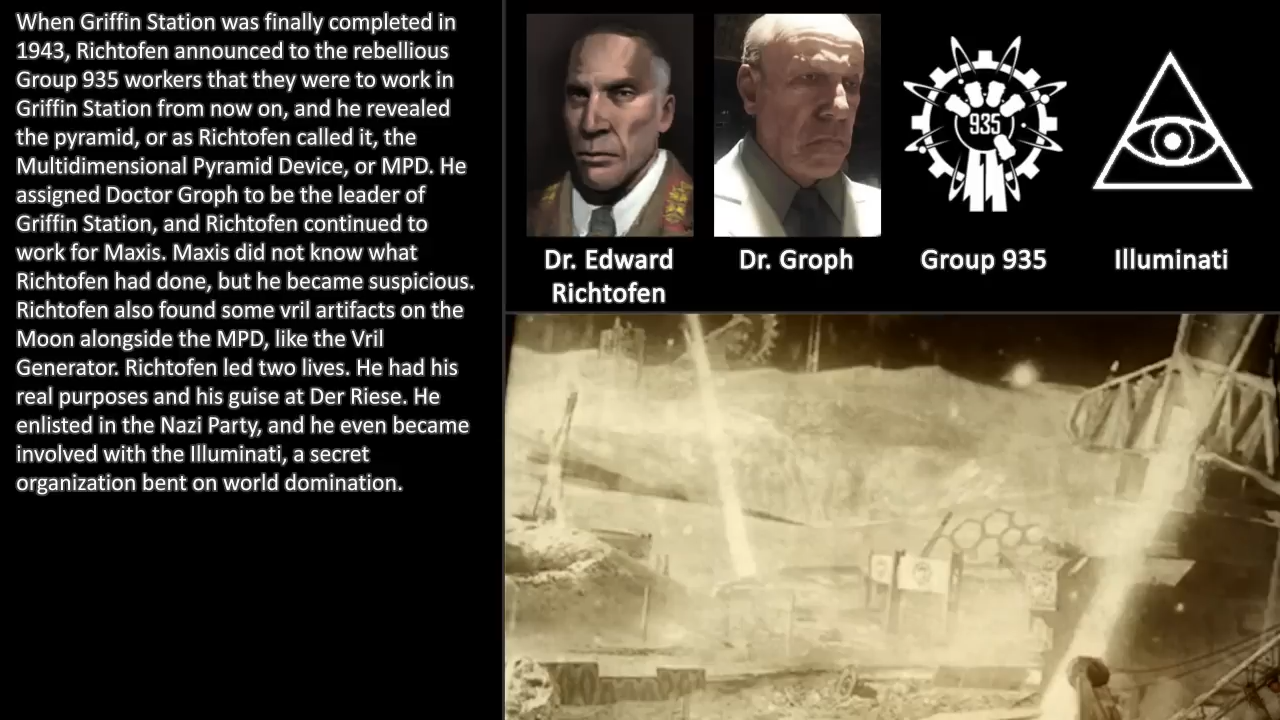 When Griffin Station was finally completed in
1943, Richtofen announced to the rebellious
Group 935 workers that they were to work in
Griffin Station from now on, and he revealed
the pyramid, or as Richtofen called it, the
Multidimensional Pyramid Device, or MPD. He
assigned Doctor Groph to be the leader of
Griffin Station, and Richtofen continued to
work for Maxis. Maxis did not know what
Richtofen had done, but he became suspicious.
Richtofen also found some vril artifacts on the
Moon alongside the MPD, like the Vril
Generator. Richtofen led two lives. He had his
real purposes and his guise at Der Riese. He
enlisted in the Nazi Party, and he even became
involved with the Illuminati, a secret
organization bent on world domination.
935
Dr. Edward
Richtofen
Dr. Groph
Group 935
Illuminati